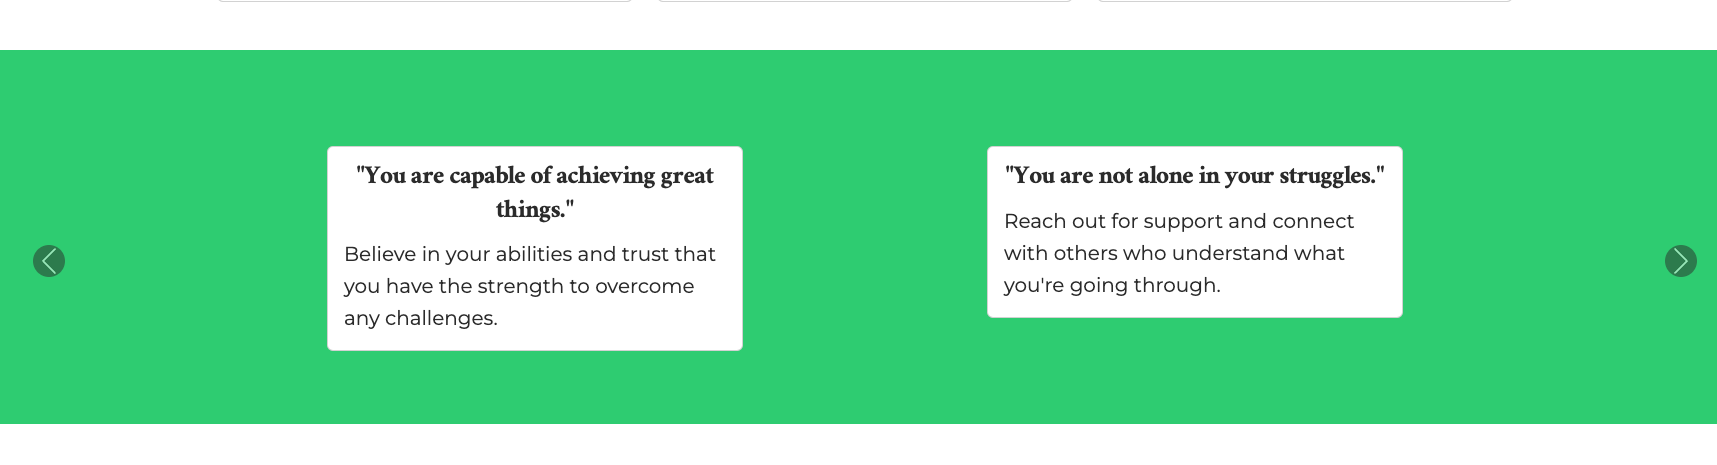 "You are capable of achieving great
things."
Believe in your abilities and trust that
you have the strength to overcome
any challenges.
"You are not alone in your struggles."
Reach out for support and connect
with others who understand what
you're going through.